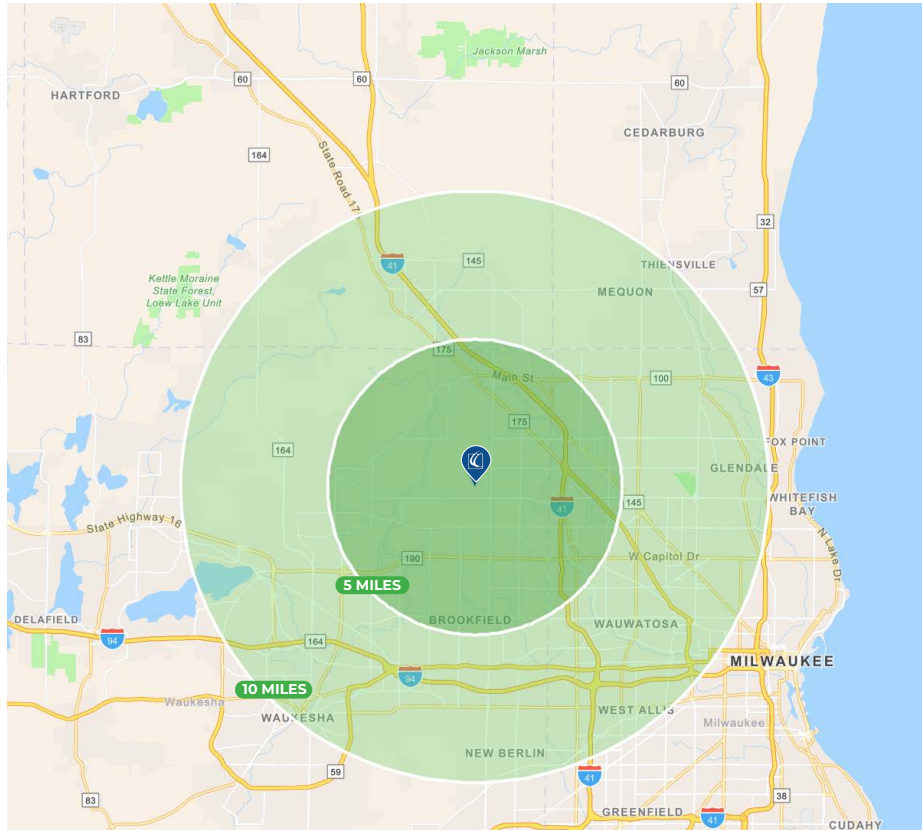 Jackson Marsh
60
60
60
HARTFORD
CEDARBURG
164
State Road 17
32
41
145
THIENSVILLE
Kettle Moraine
State Forest,
Loew Lake Unit
MEQUON
57
83
175
Main St
100
43
175
FOX POINT
164
GLENDALE
WHITEFISH
BAY
145
41
State Highway 16
N Lake Dr
W Capitol Dr
190
5 MILES
DELAFIELD
BROOKFIELD
WAUWATOSA
94
164
MILWAUKEE
94
10 MILES
Waukesha
WAUKESHA
WEST ALLIS
Milwaukee
NEW BERLIN
59
41
83
38
GREENFIELD
41
CUDAHY